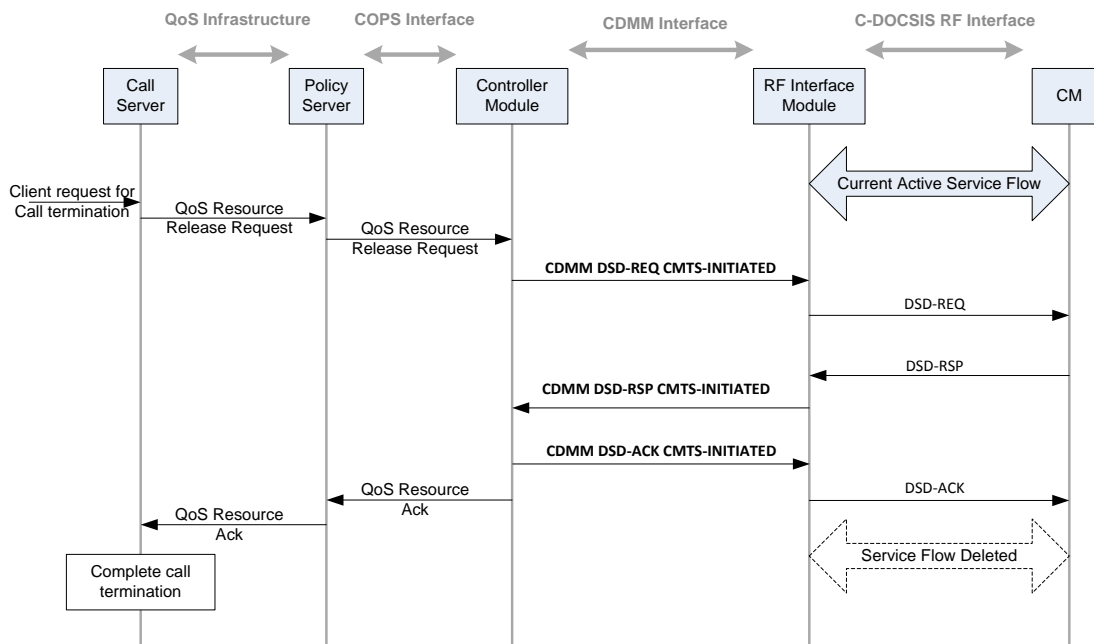 QoS Infrastructure
COPS Interface
CDMM Interface
C-DOCSIS RF Interface
Call
Server
Policy
Server
Controller
Module
RF Interface
Module
CM
Current Active Service Flow
Client request for
Call termination
QoS Resource
Release Request
QoS Resource
Release Request
CDMM DSD-REQ CMTS-INITIATED
DSD-REQ
DSD-RSP
CDMM DSD-RSP CMTS-INITIATED
CDMM DSD-ACK CMTS-INITIATED
QoS Resource
Ack
DSD-ACK
QoS Resource
Ack
Service Flow Deleted
Complete call
termination